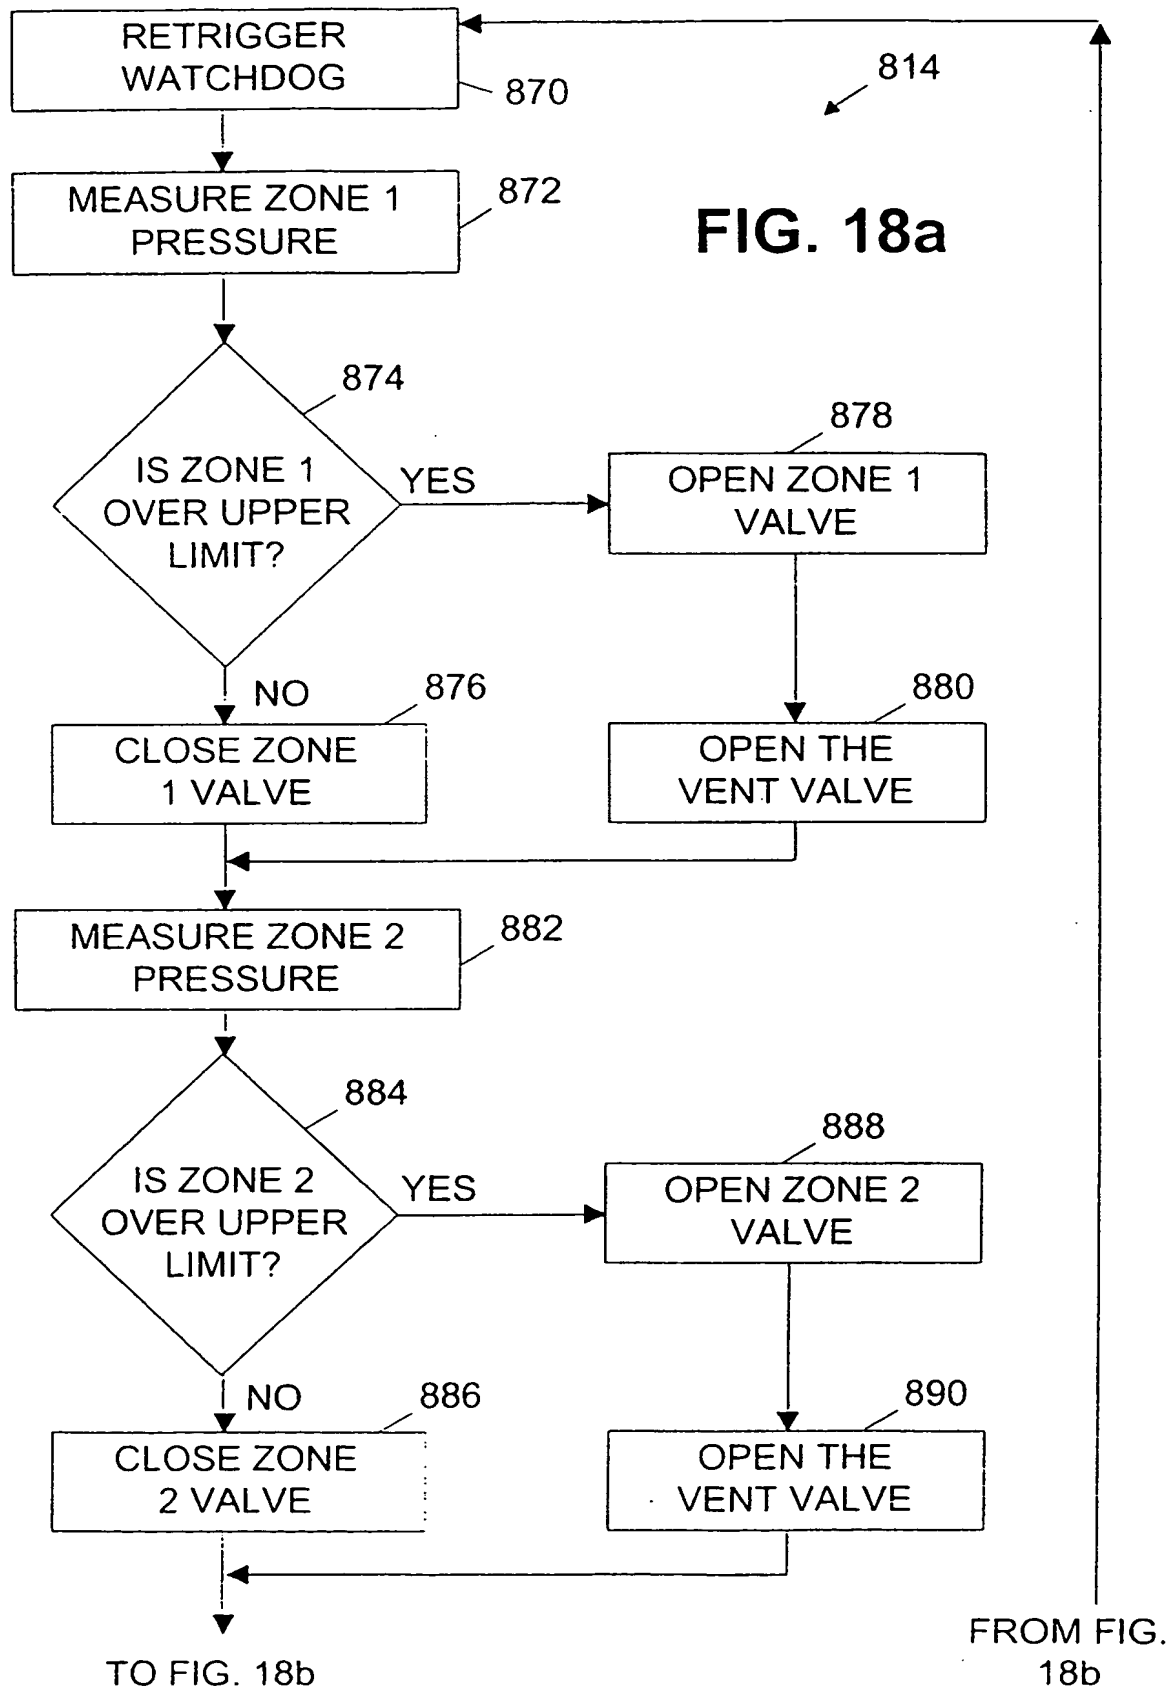 RETRIGGER
WATCHDOG
870
814
MEASURE ZONE 1
PRESSURE
872
FIG. 18a
874
IS ZONE 1
OVER UPPER
LIMIT?
YES
878
OPEN ZONE 1
VALVE
NO
876
CLOSE ZONE
1 VALVE
880
OPEN THE
VENT VALVE
MEASURE ZONE 2
PRESSURE
882
884
IS ZONE 2
OVER UPPER
LIMIT?
YES
888
OPEN ZONE 2
VALVE
NO
886
CLOSE ZONE
2 VALVE
890
OPEN THE
VENT VALVE
TO FIG. 18b
FROM FIG.
18b